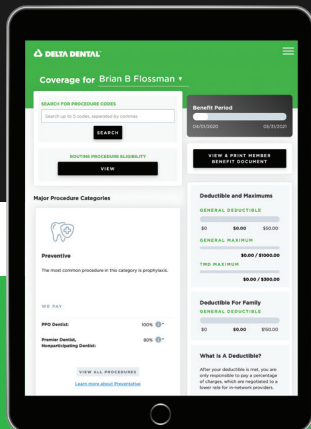 DELTA DENTAL
Coverage for Brian B Flossman
SEARCH FOR PROCEDURE CODES
Search up to 5 codes, separated by commas
SEARCH
ROUTINE PROCEDURE ELIGIBILITY
VIEW
Benefit Period
04/01/2020 03/31/2021
VIEW & PRINT MEMBER
BENEFIT DOCUMENT
Major Procedure Categories
Preventive
The most common procedure in this category is prophylaxis.
WE PAY
PPO Dentist: 100% *
Premier Dentist,
Nonparticipating Dentist: 80% *
VIEW ALL PROCEDURES
Learn more about Preventative
Deductible and Maximums
GENERAL DEDUCTIBLE
$0 $0.00 $50.00
GENERAL MAXIMUM
$0.00 / $1000.00
TMD MAXIMUM
$0.00 / $300.00
Deductible For Family
GENERAL DEDUCTIBLE
$0 $0.00 $150.00
What Is A Deductible?
After your deductible is met, you are
only responsible to pay a percentage
of charges, which are negotiated to a
lower rate for in-network providers.